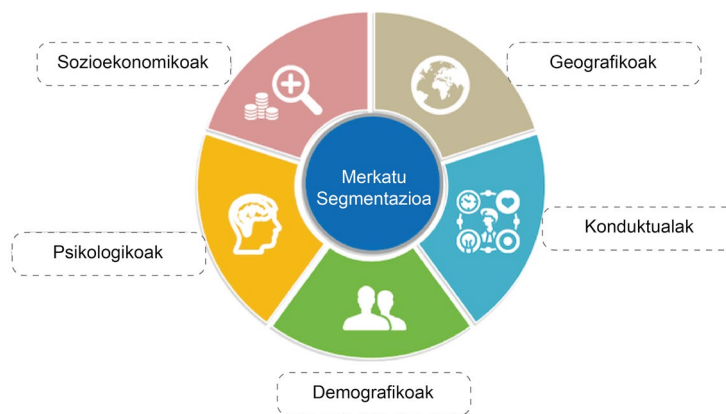 Sozioekonomikoak
Geografikoak
Merkatu
Segmentazioa
Psikologikoak
Konduktualak
Demografikoak